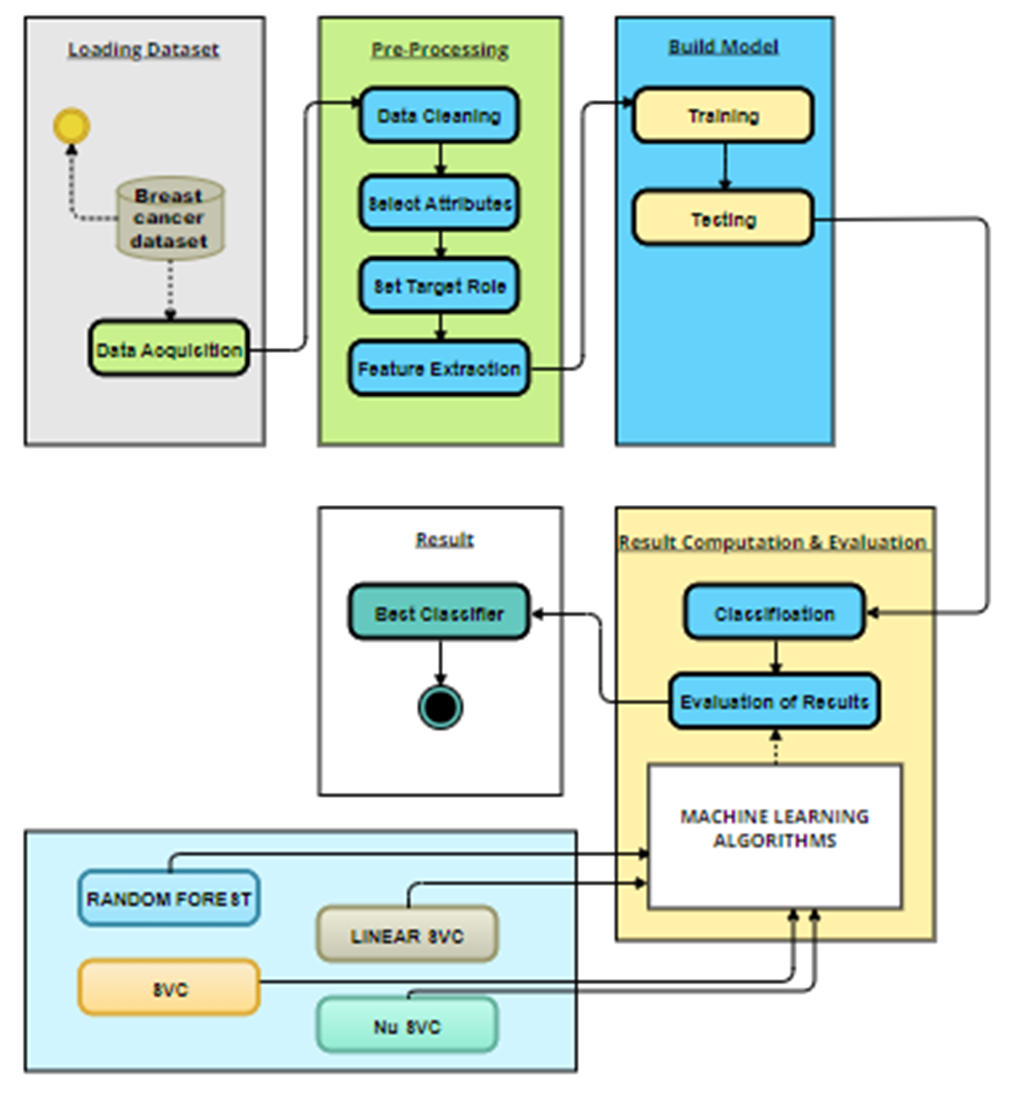 Loading Dataset
Breast
cancer
dataset
Data Acquisition
Pre-Processing
Data Cleaning
Select Attributes
Set Target Role
Feature Extraction
Build Model
Training
Testing
Result Computation & Evaluation
Classification
Evaluation of Results
MACHINE LEARNING
ALGORITHMS
Result
Best Classifier
RANDOM FOREST
LINEAR SVC
SVC
Nu SVC